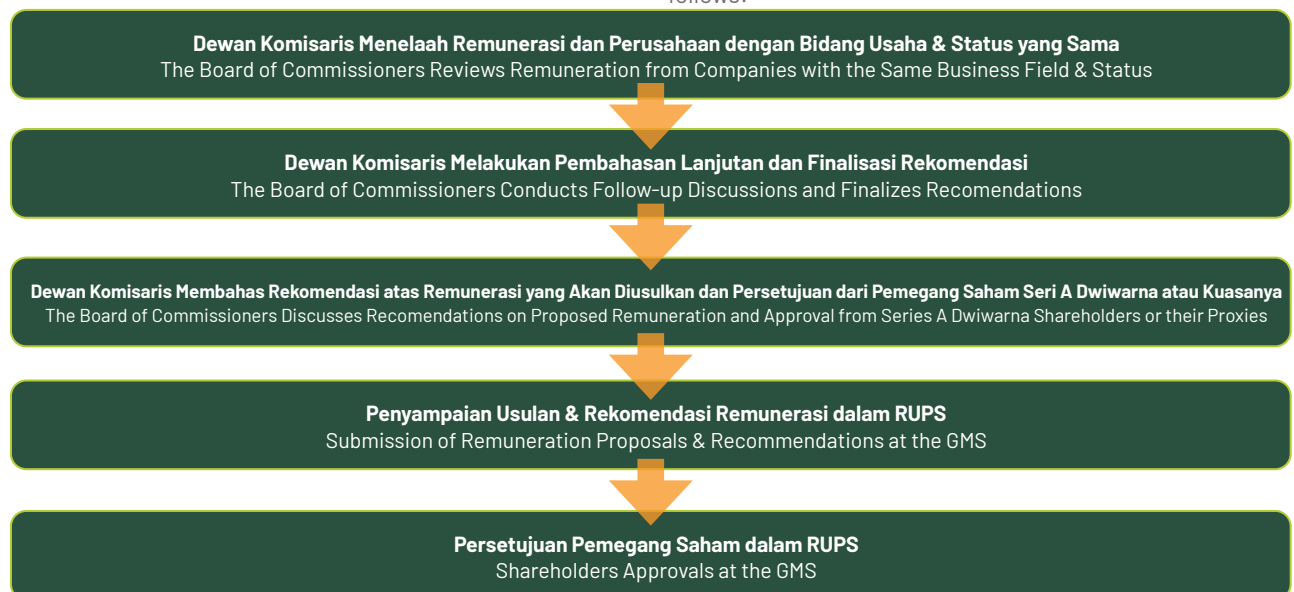 follows:
Dewan Komisaris Menelaah Remunerasi dan Perusahaan dengan Bidang Usaha & Status yang Sama
The Board of Commissioners Reviews Remuneration from Companies with the Same Business Field & Status
Dewan Komisaris Melakukan Pembahasan Lanjutan dan Finalisasi Rekomendasi
The Board of Commissioners Conducts Follow-up Discussions and Finalizes Recomendations
Dewan Komisaris Membahas Rekomendasi atas Remunerasi yang Akan Diusulkan dan Persetujuan dari Pemegang Saham Seri A Dwiwarna atau Kuasanya
The Board of Commissioners Discusses Recomendations on Proposed Remuneration and Approval from Series A Dwiwarna Shareholders or their Proxies
Penyampaian Usulan & Rekomendasi Remunerasi dalam RUPS
Submission of Remuneration Proposals & Recommendations at the GMS
Persetujuan Pemegang Saham dalam RUPS
Shareholders Approvals at the GMS